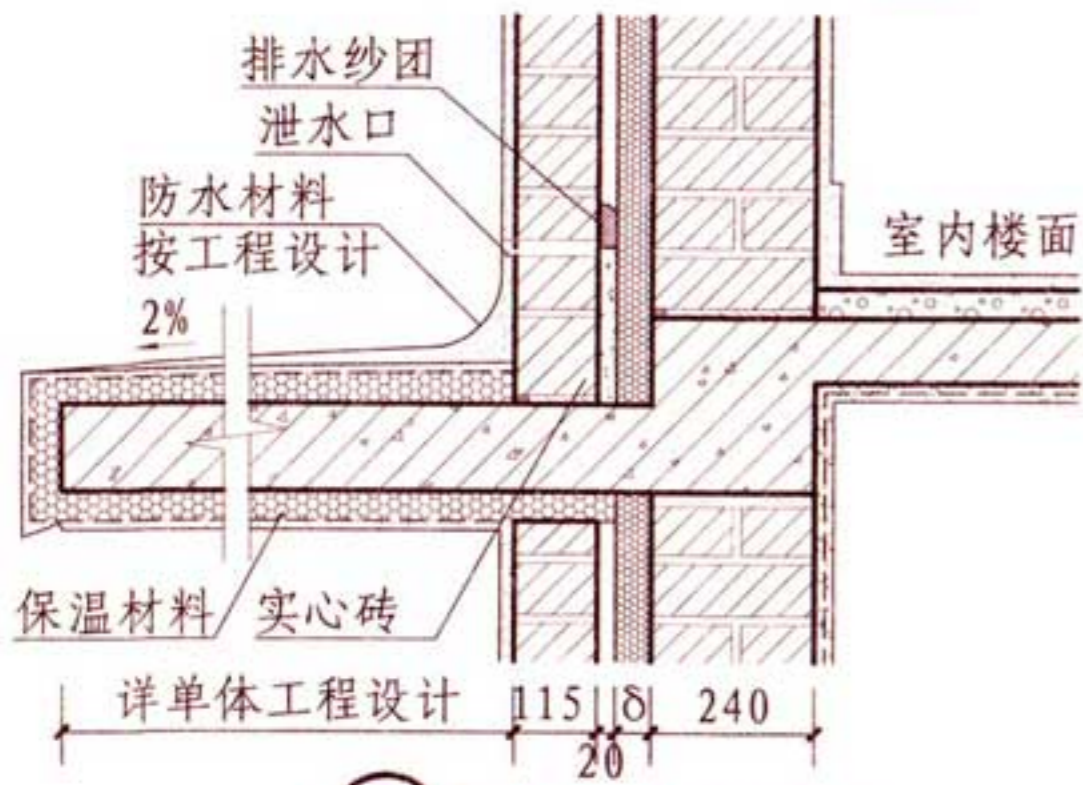 排水纱团
泄水口
防水材料
按工程设计
室内楼面
2%
保温材料
实心砖
详单体工程设计
115
δ
240
20